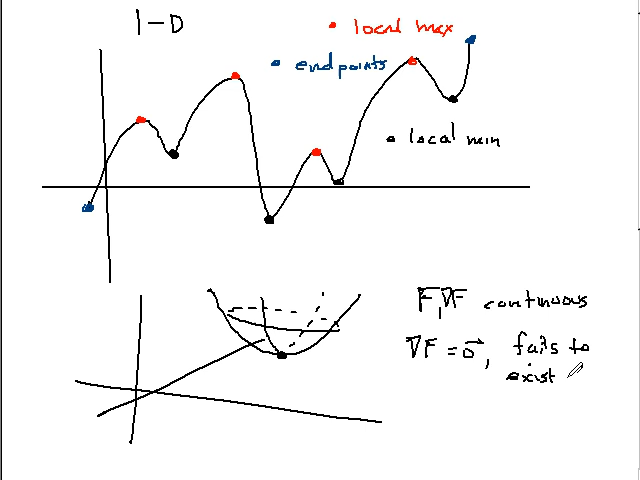 1-D
• local max
• endpoints
• local min
F, ∇F continuous
∇F = 0⃗, fails to
exist